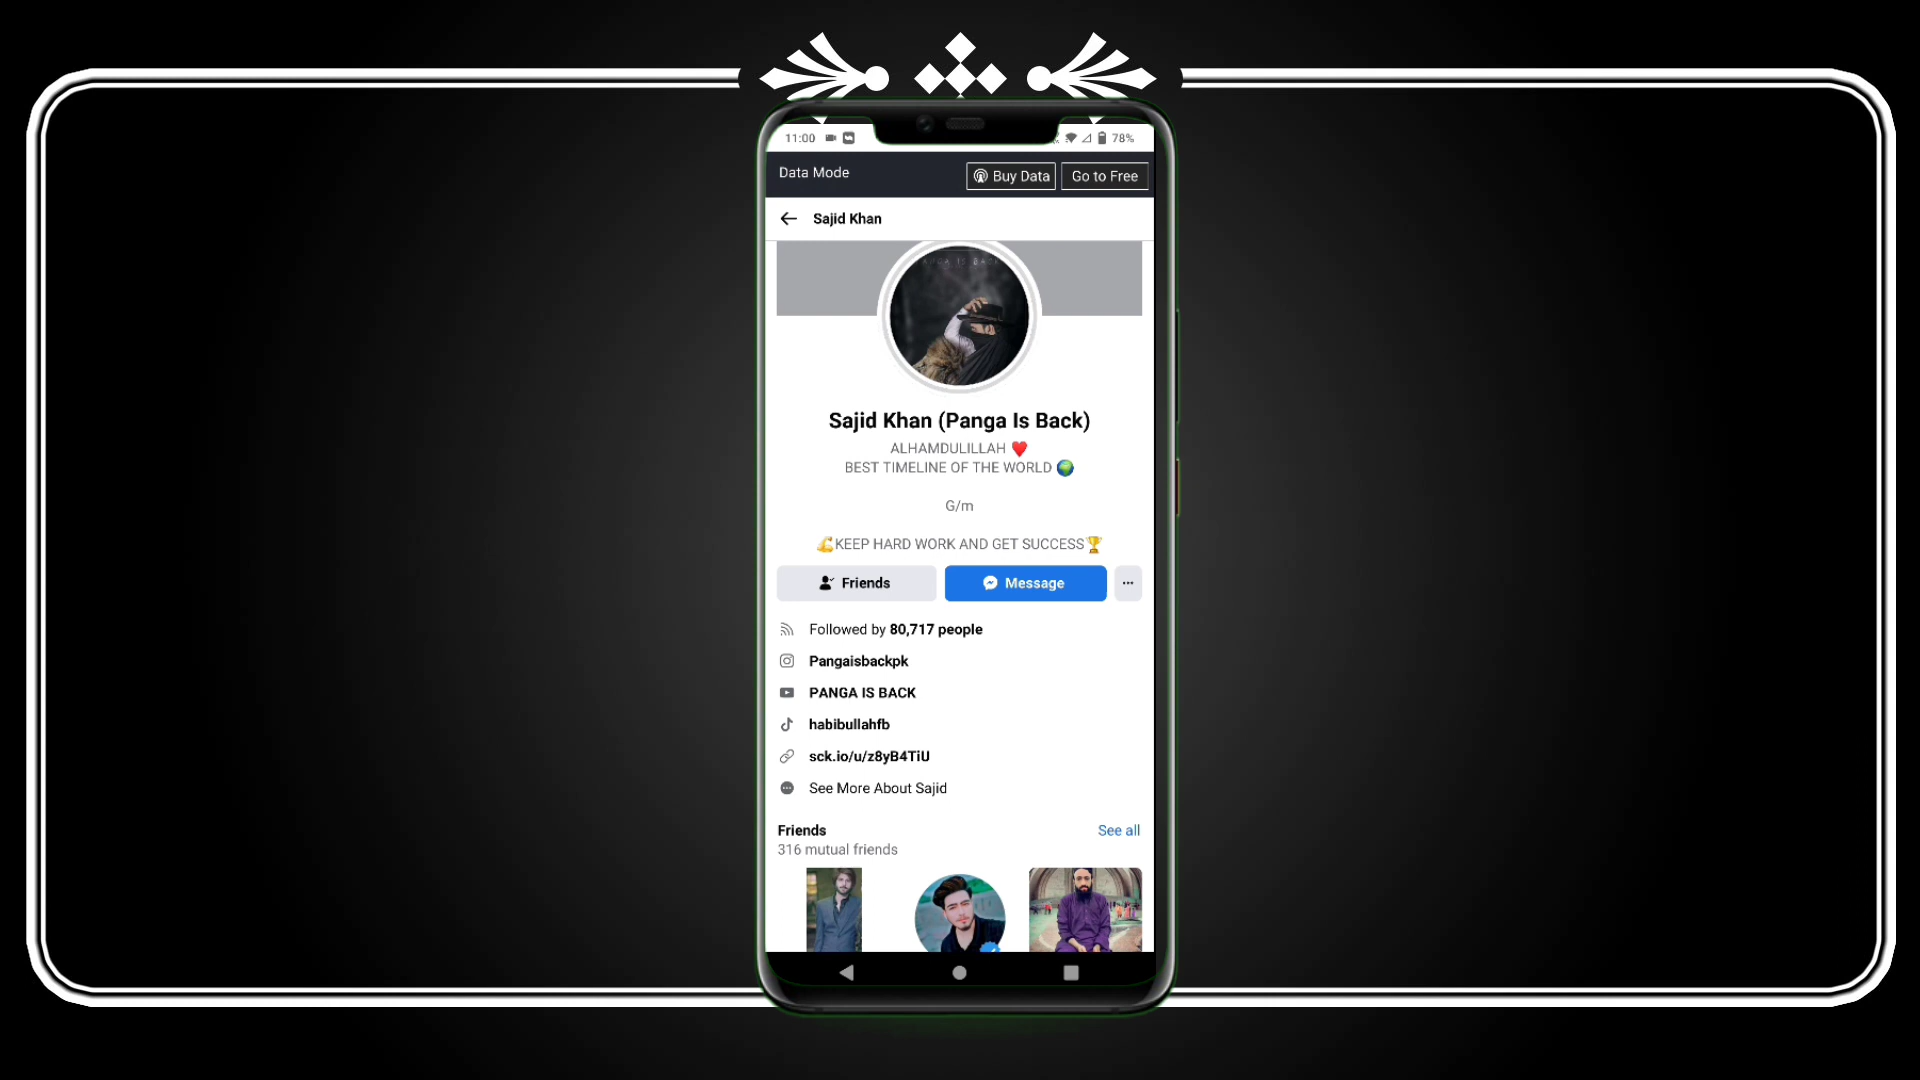 11:00
78%
Data Mode
Buy Data
Go to Free
Sajid Khan
Sajid Khan (Panga Is Back)
ALHAMDULILLAH ❤️
BEST TIMELINE OF THE WORLD 🌍
G/m
💪KEEP HARD WORK AND GET SUCCESS🏆
Friends
Message
Followed by 80,717 people
Pangaisbackpk
PANGA IS BACK
habibullahfb
sck.io/u/z8yB4TiU
See More About Sajid
Friends
See all
316 mutual friends